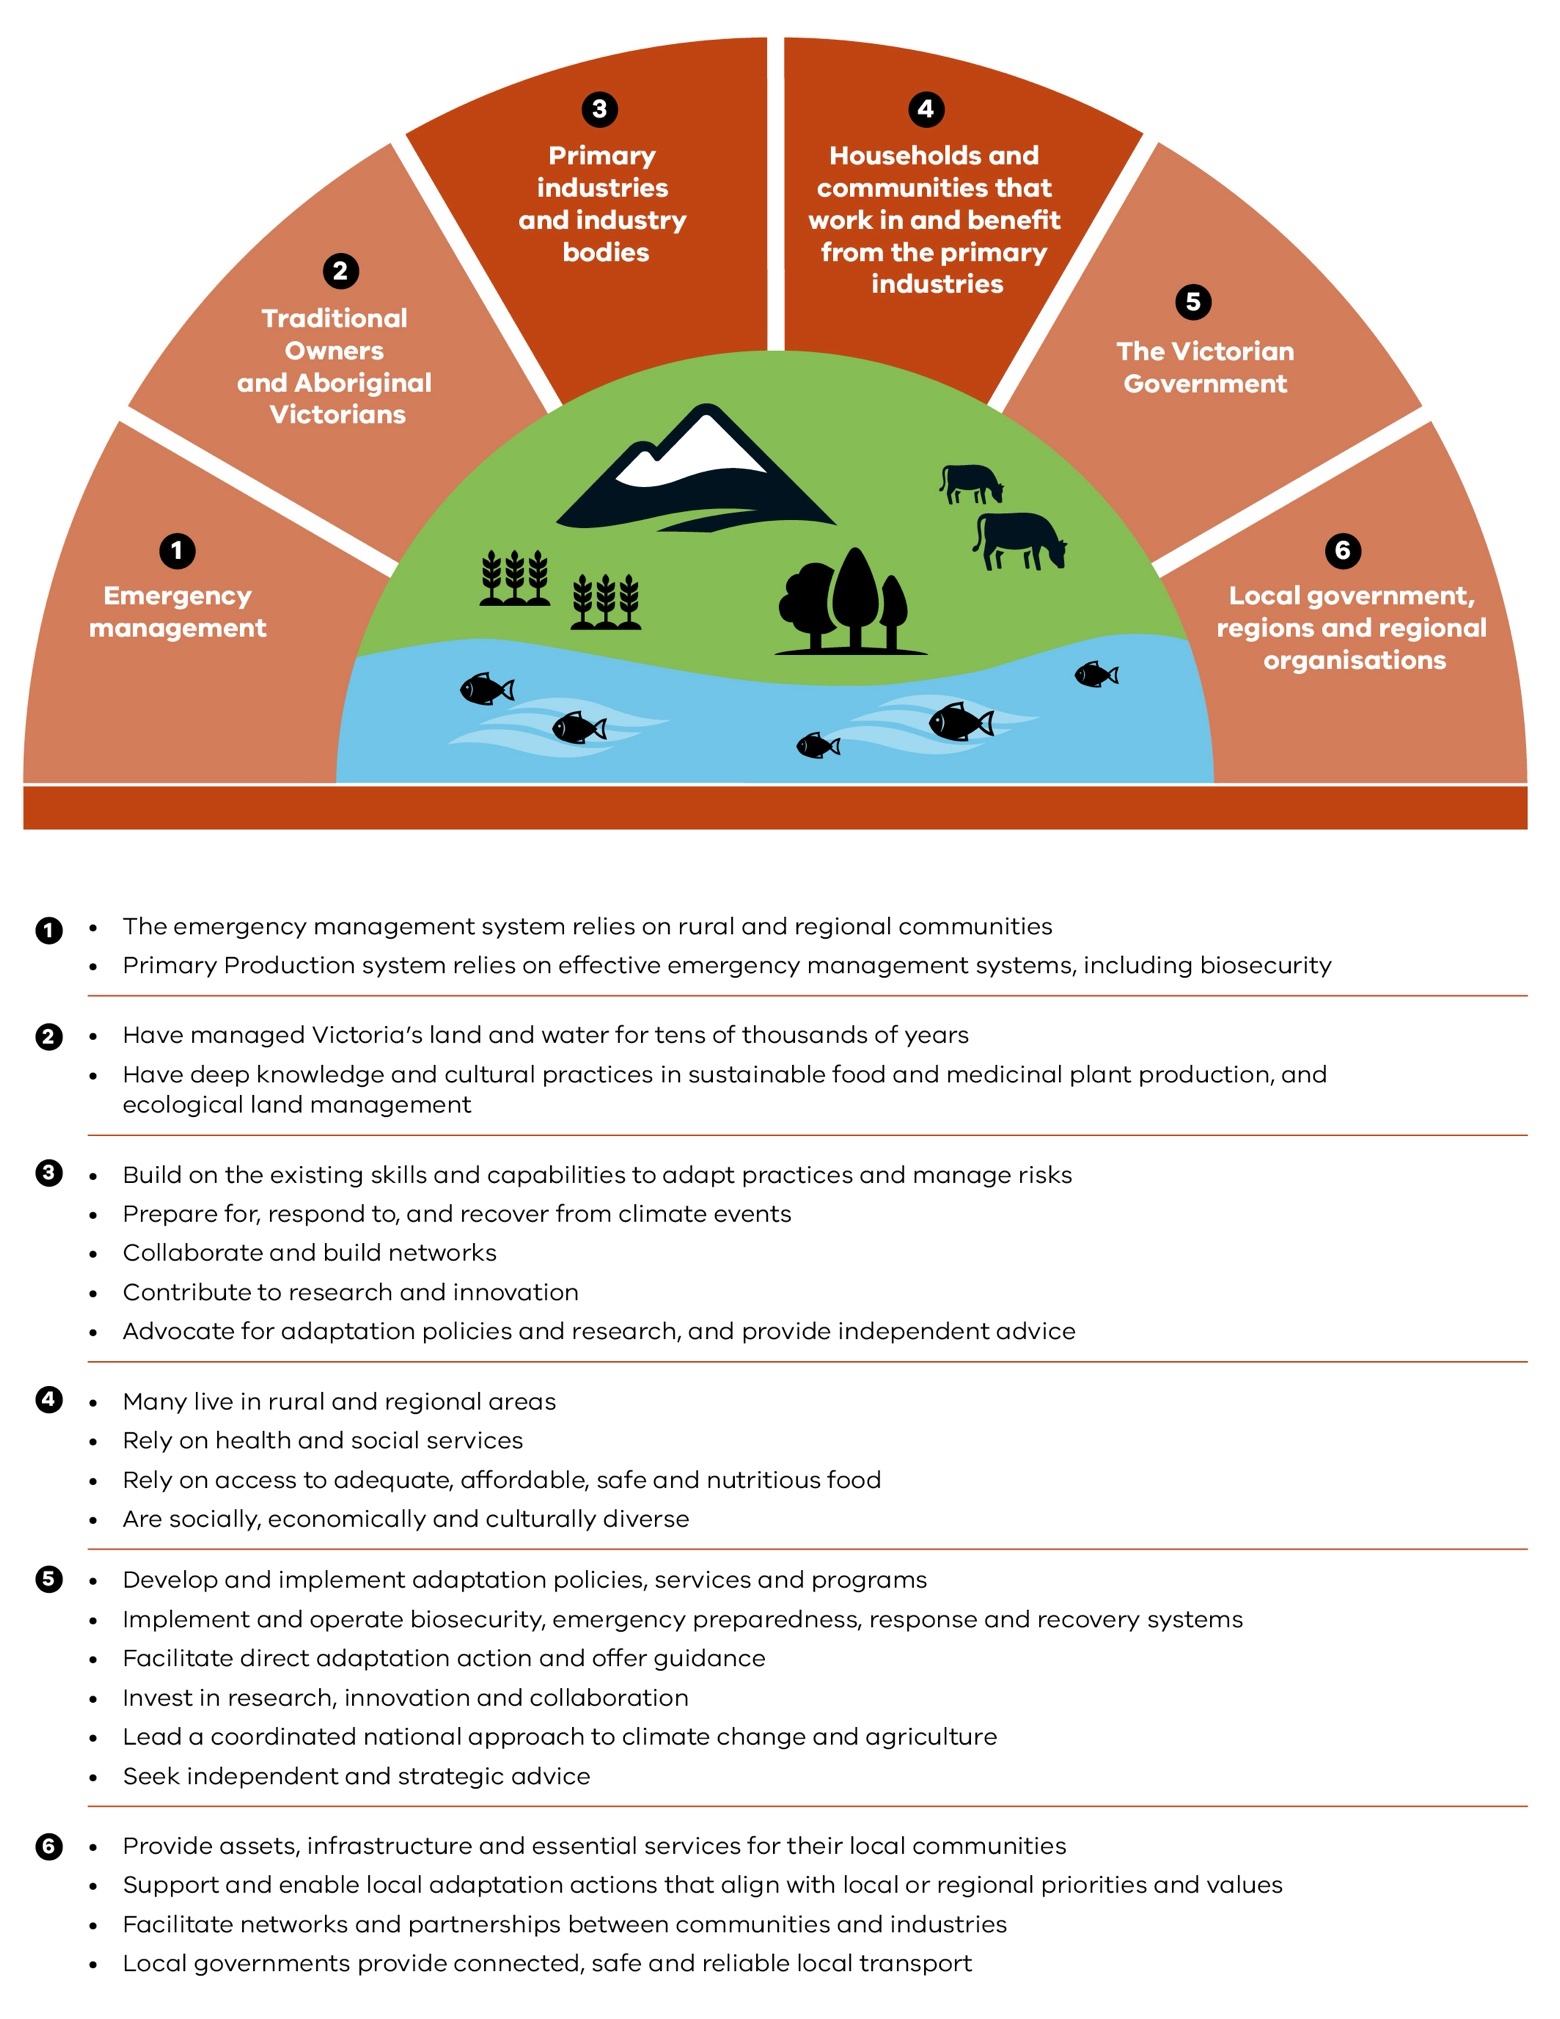 3
Primary
industries
and industry
bodies
4
Households and
communities that
work in and benefit
from the primary
industries
2
Traditional
Owners
and Aboriginal
Victorians
5
The Victorian
Government
1
Emergency
management
6
Local government,
regions and regional
organisations
1
• The emergency management system relies on rural and regional communities
• Primary Production system relies on effective emergency management systems, including biosecurity
2
• Have managed Victoria’s land and water for tens of thousands of years
• Have deep knowledge and cultural practices in sustainable food and medicinal plant production, and
ecological land management
3
• Build on the existing skills and capabilities to adapt practices and manage risks
• Prepare for, respond to, and recover from climate events
• Collaborate and build networks
• Contribute to research and innovation
• Advocate for adaptation policies and research, and provide independent advice
4
• Many live in rural and regional areas
• Rely on health and social services
• Rely on access to adequate, affordable, safe and nutritious food
• Are socially, economically and culturally diverse
5
• Develop and implement adaptation policies, services and programs
• Implement and operate biosecurity, emergency preparedness, response and recovery systems
• Facilitate direct adaptation action and offer guidance
• Invest in research, innovation and collaboration
• Lead a coordinated national approach to climate change and agriculture
• Seek independent and strategic advice
6
• Provide assets, infrastructure and essential services for their local communities
• Support and enable local adaptation actions that align with local or regional priorities and values
• Facilitate networks and partnerships between communities and industries
• Local governments provide connected, safe and reliable local transport